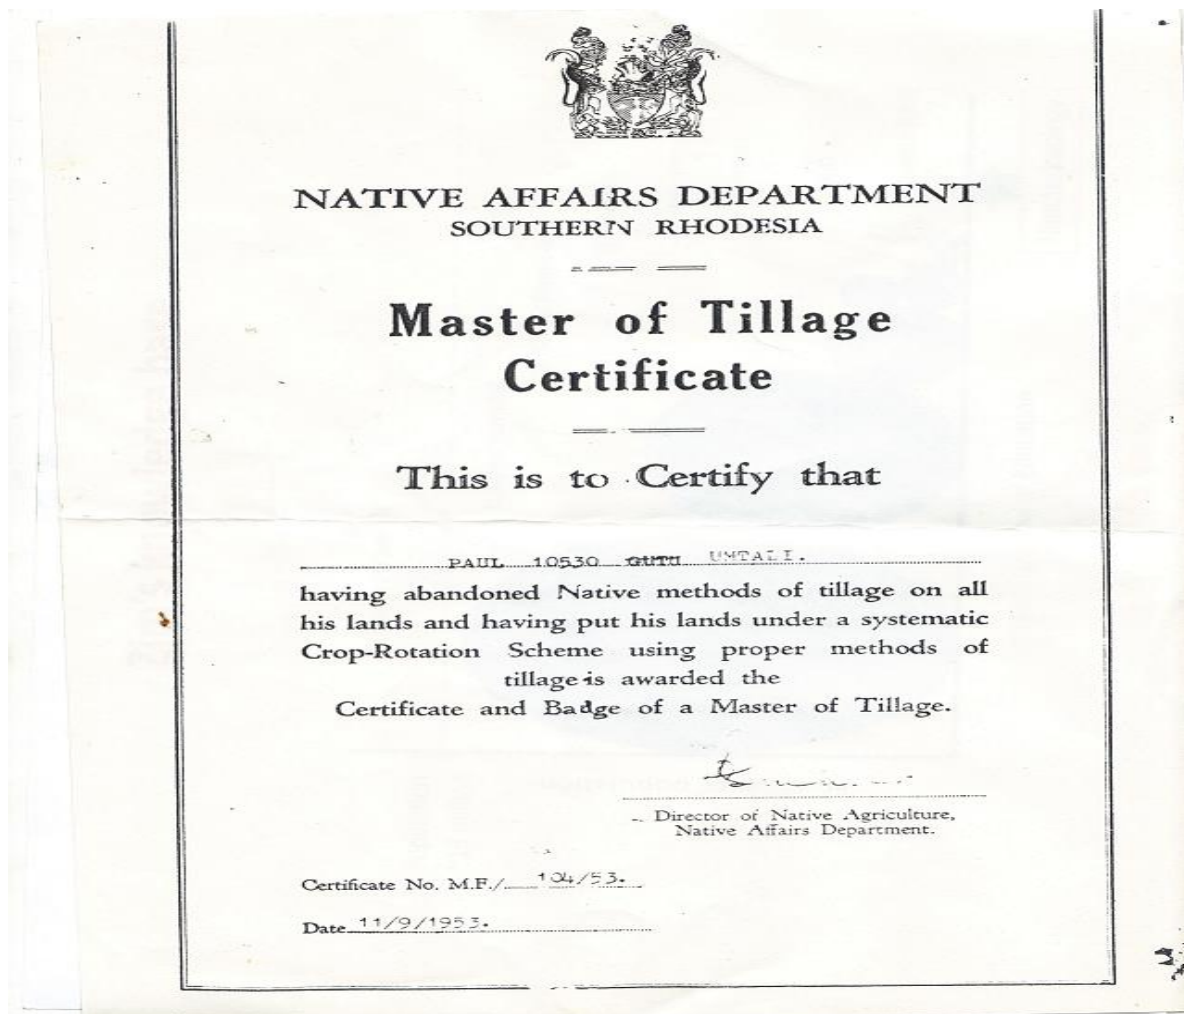 NATIVE AFFAIRS DEPARTMENT
SOUTHERN RHODESIA
Master of Tillage
Certificate
This is to Certify that
PAUL 10530 GUTU UMTALI.
having abandoned Native methods of tillage on all
his lands and having put his lands under a systematic
Crop-Rotation Scheme using proper methods of
tillage is awarded the
Certificate and Badge of a Master of Tillage.
Director of Native Agriculture,
Native Affairs Department.
Certificate No. M.F./ 104/53.
Date 11/9/1953.